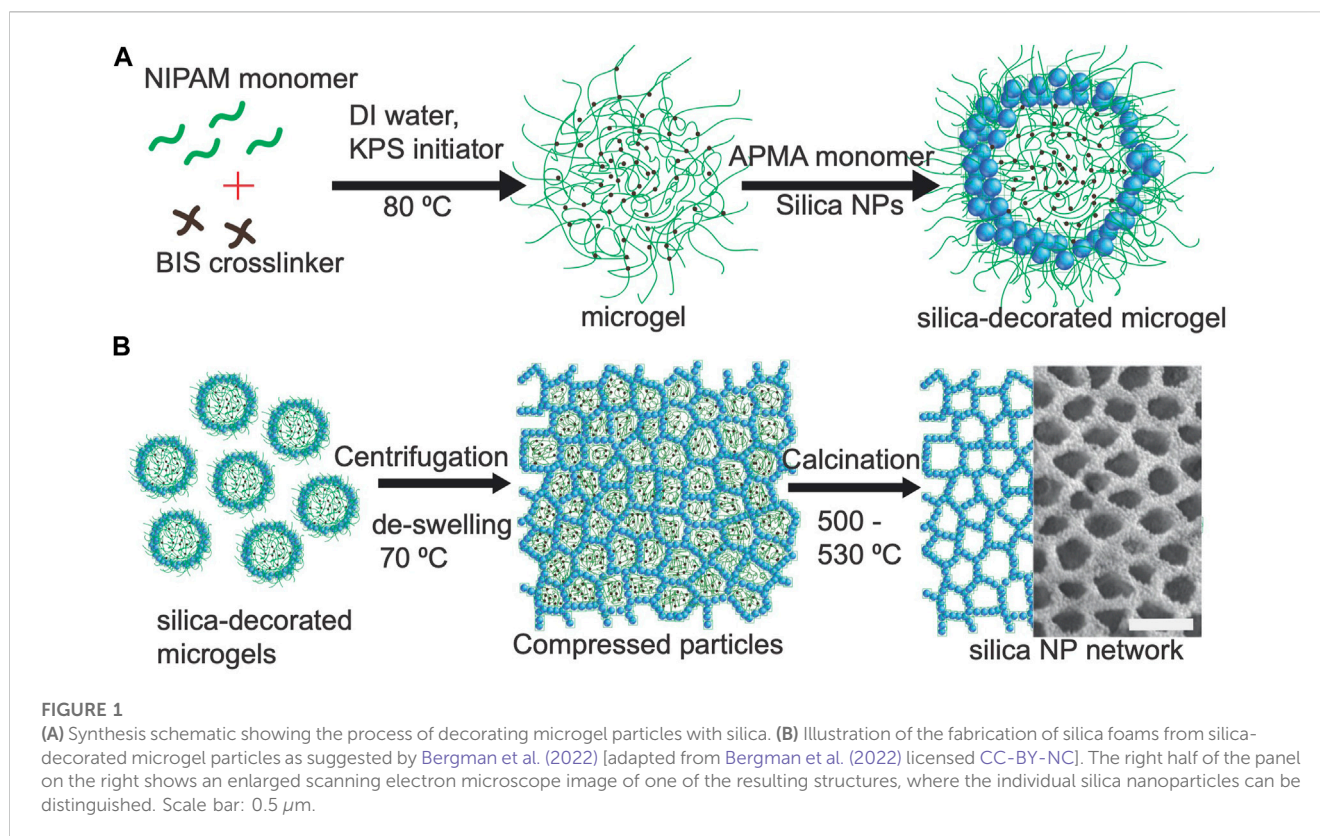 A
NIPAM monomer
BIS crosslinker
DI water,
KPS initiator
80 ºC
microgel
APMA monomer
Silica NPs
silica-decorated microgel
B
silica-decorated
microgels
Centrifugation
de-swelling
70 ºC
Compressed particles
Calcination
500 -
530 ºC
silica NP network
FIGURE 1
(A) Synthesis schematic showing the process of decorating microgel particles with silica. (B) Illustration of the fabrication of silica foams from silica-
decorated microgel particles as suggested by Bergman et al. (2022) [adapted from Bergman et al. (2022) licensed CC-BY-NC]. The right half of the panel
on the right shows an enlarged scanning electron microscope image of one of the resulting structures, where the individual silica nanoparticles can be
distinguished. Scale bar: 0.5 µm.